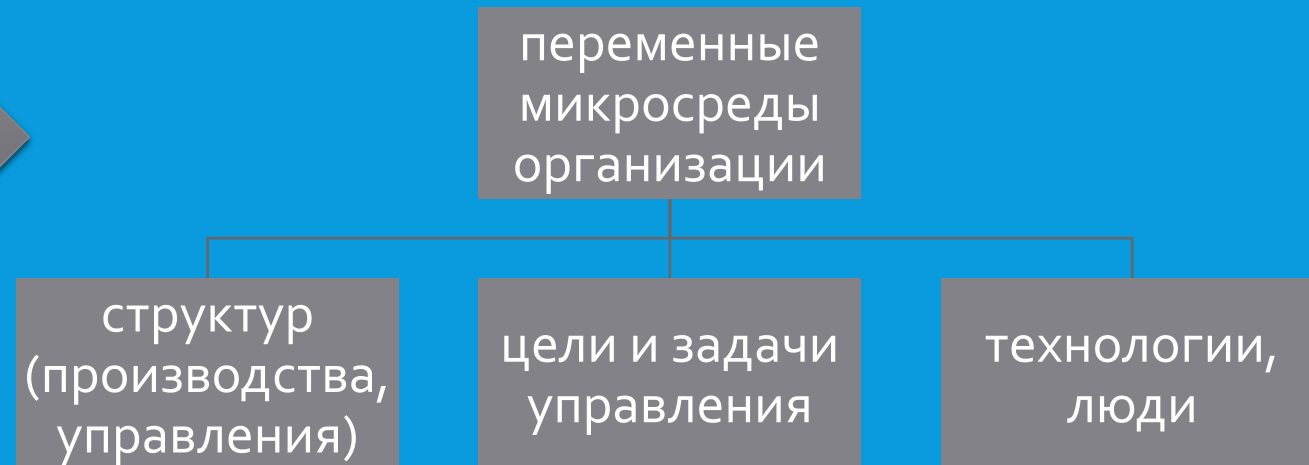 переменные
микросреды
организации
структур
(производства,
управления)
цели и задачи
управления
технологии,
люди